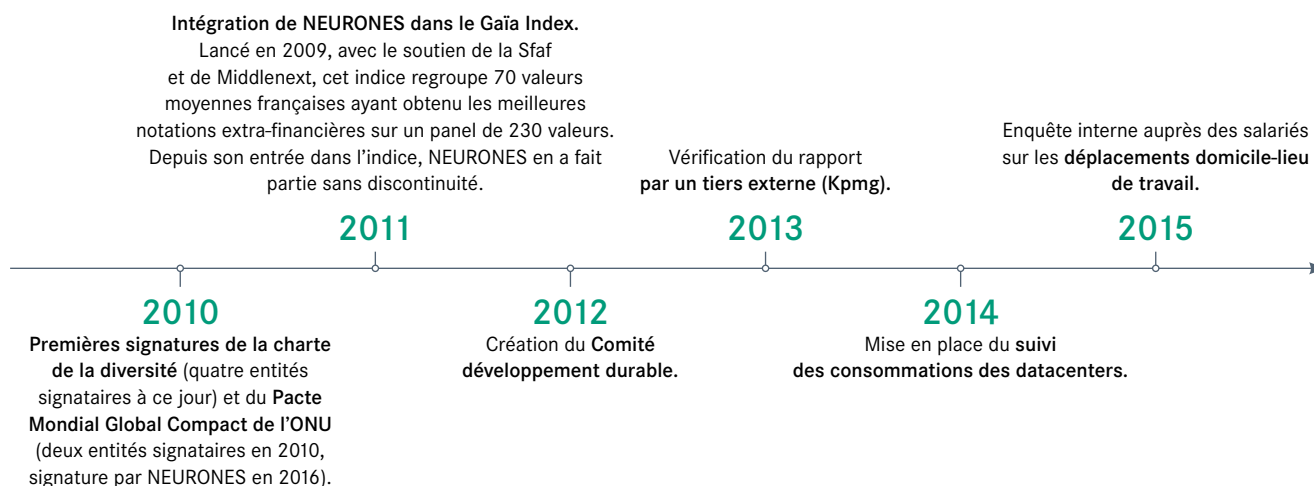 Intégration de NEURONES dans le Gaïa Index.
Lancé en 2009, avec le soutien de la Sfaf
et de Middlenext, cet indice regroupe 70 valeurs
moyennes françaises ayant obtenu les meilleures
notations extra-financières sur un panel de 230 valeurs.
Depuis son entrée dans l'indice, NEURONES en a fait
partie sans discontinuité.
2011
Vérification du rapport
par un tiers externe (Kpmg).
2013
Enquête interne auprès des salariés
sur les déplacements domicile-lieu
de travail.
2015
2010
Premières signatures de la charte
de la diversité (quatre entités
signataires à ce jour) et du Pacte
Mondial Global Compact de l'ONU
(deux entités signataires en 2010,
signature par NEURONES en 2016).
2012
Création du Comité
développement durable.
2014
Mise en place du suivi
des consommations des datacenters.